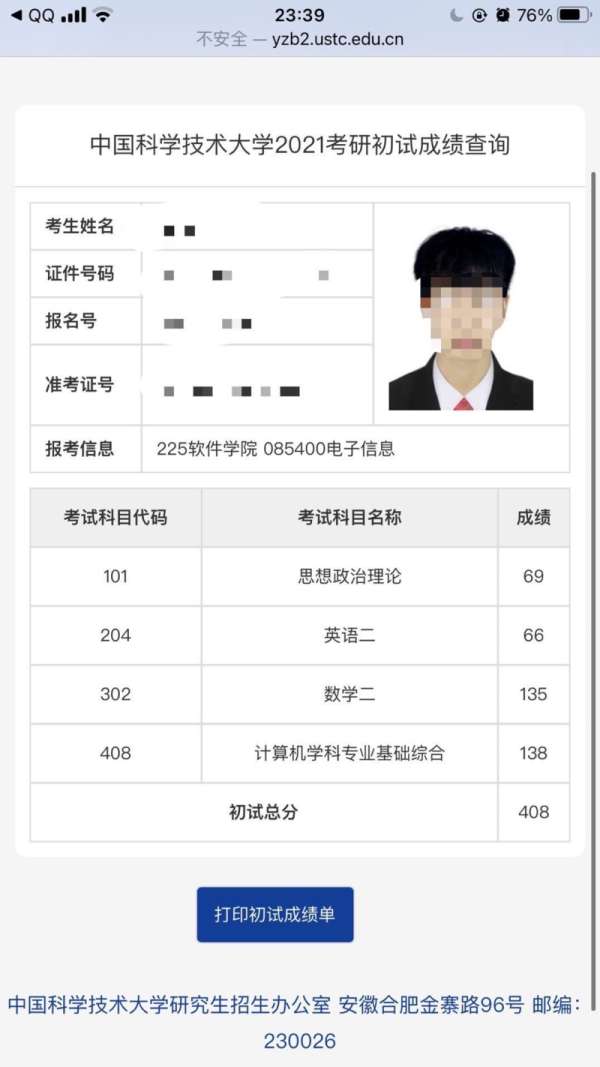 QQ 23:39 76%
不安全 — yzb2.ustc.edu.cn
中国科学技术大学2021考研初试成绩查询
考生姓名
证件号码
报名号
准考证号
报考信息 225软件学院 085400电子信息
考试科目代码 考试科目名称 成绩
101 思想政治理论 69
204 英语二 66
302 数学二 135
408 计算机学科专业基础综合 138
初试总分 408
打印初试成绩单
中国科学技术大学研究生招生办公室 安徽合肥金寨路96号 邮编：
230026